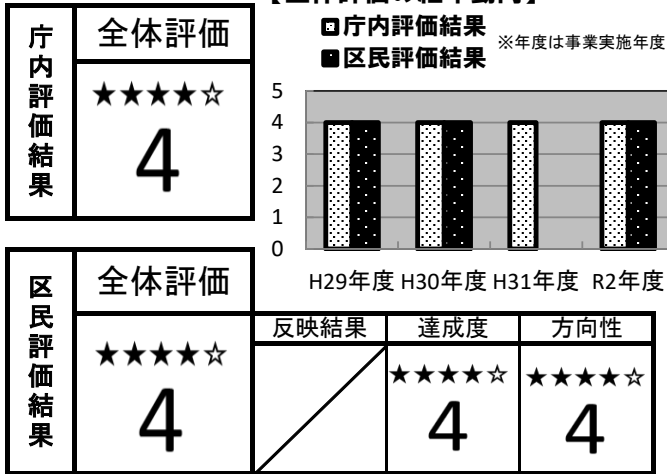 庁内評価結果
全体評価
★★★★☆
4
□庁内評価結果
■区民評価結果
※年度は事業実施年度
5
4
3
2
1
0
H29年度 H30年度 H31年度 R2年度
区民評価結果
全体評価
★★★★☆
4
反映結果
達成度
★★★★☆
4
方向性
★★★★☆
4